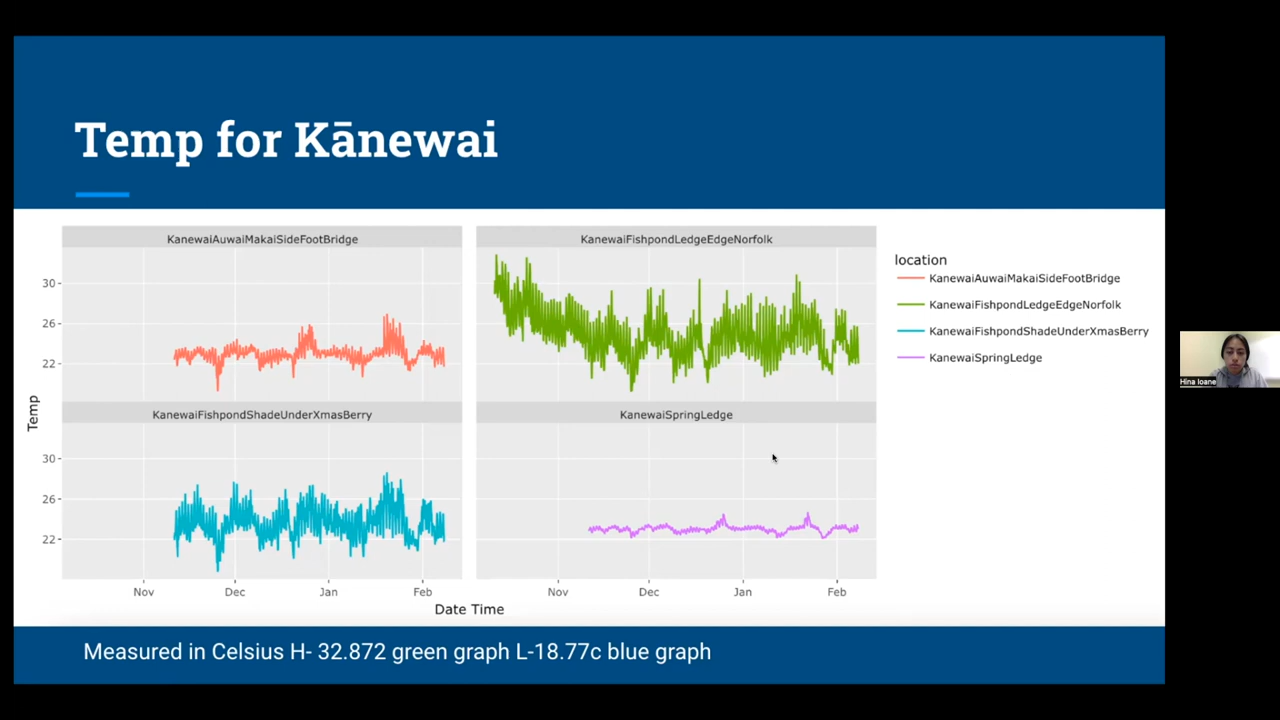 Temp for Kānewai
KanewaiAuwaiMakaiSideFootBridge
KanewaiFishpondLedgeEdgeNorfolk
30
26
22
KanewaiFishpondShadeUnderXmasBerry
KanewaiSpringLedge
30
26
22
Temp
Nov Dec Jan Feb
Nov Dec Jan Feb
Date Time
location
KanewaiAuwaiMakaiSideFootBridge
KanewaiFishpondLedgeEdgeNorfolk
KanewaiFishpondShadeUnderXmasBerry
KanewaiSpringLedge
Measured in Celsius H- 32.872 green graph L-18.77c blue graph
Hina Ioane